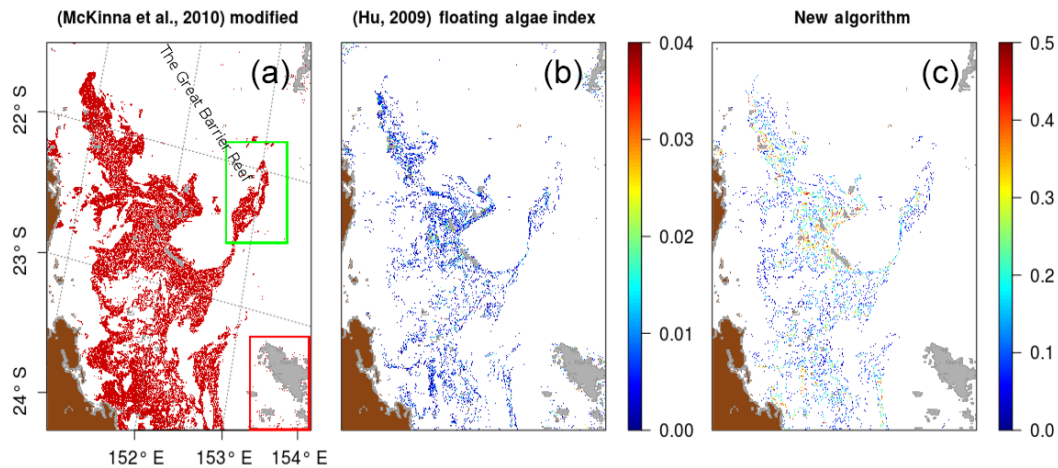 (McKinna et al., 2010) modified
(Hu, 2009) floating algae index
New algorithm
(a)
(b)
(c)
The Great Barrier Reef
22° S
23° S
24° S
152° E
153° E
154° E
0.04
0.03
0.02
0.01
0.00
0.5
0.4
0.3
0.2
0.1
0.0